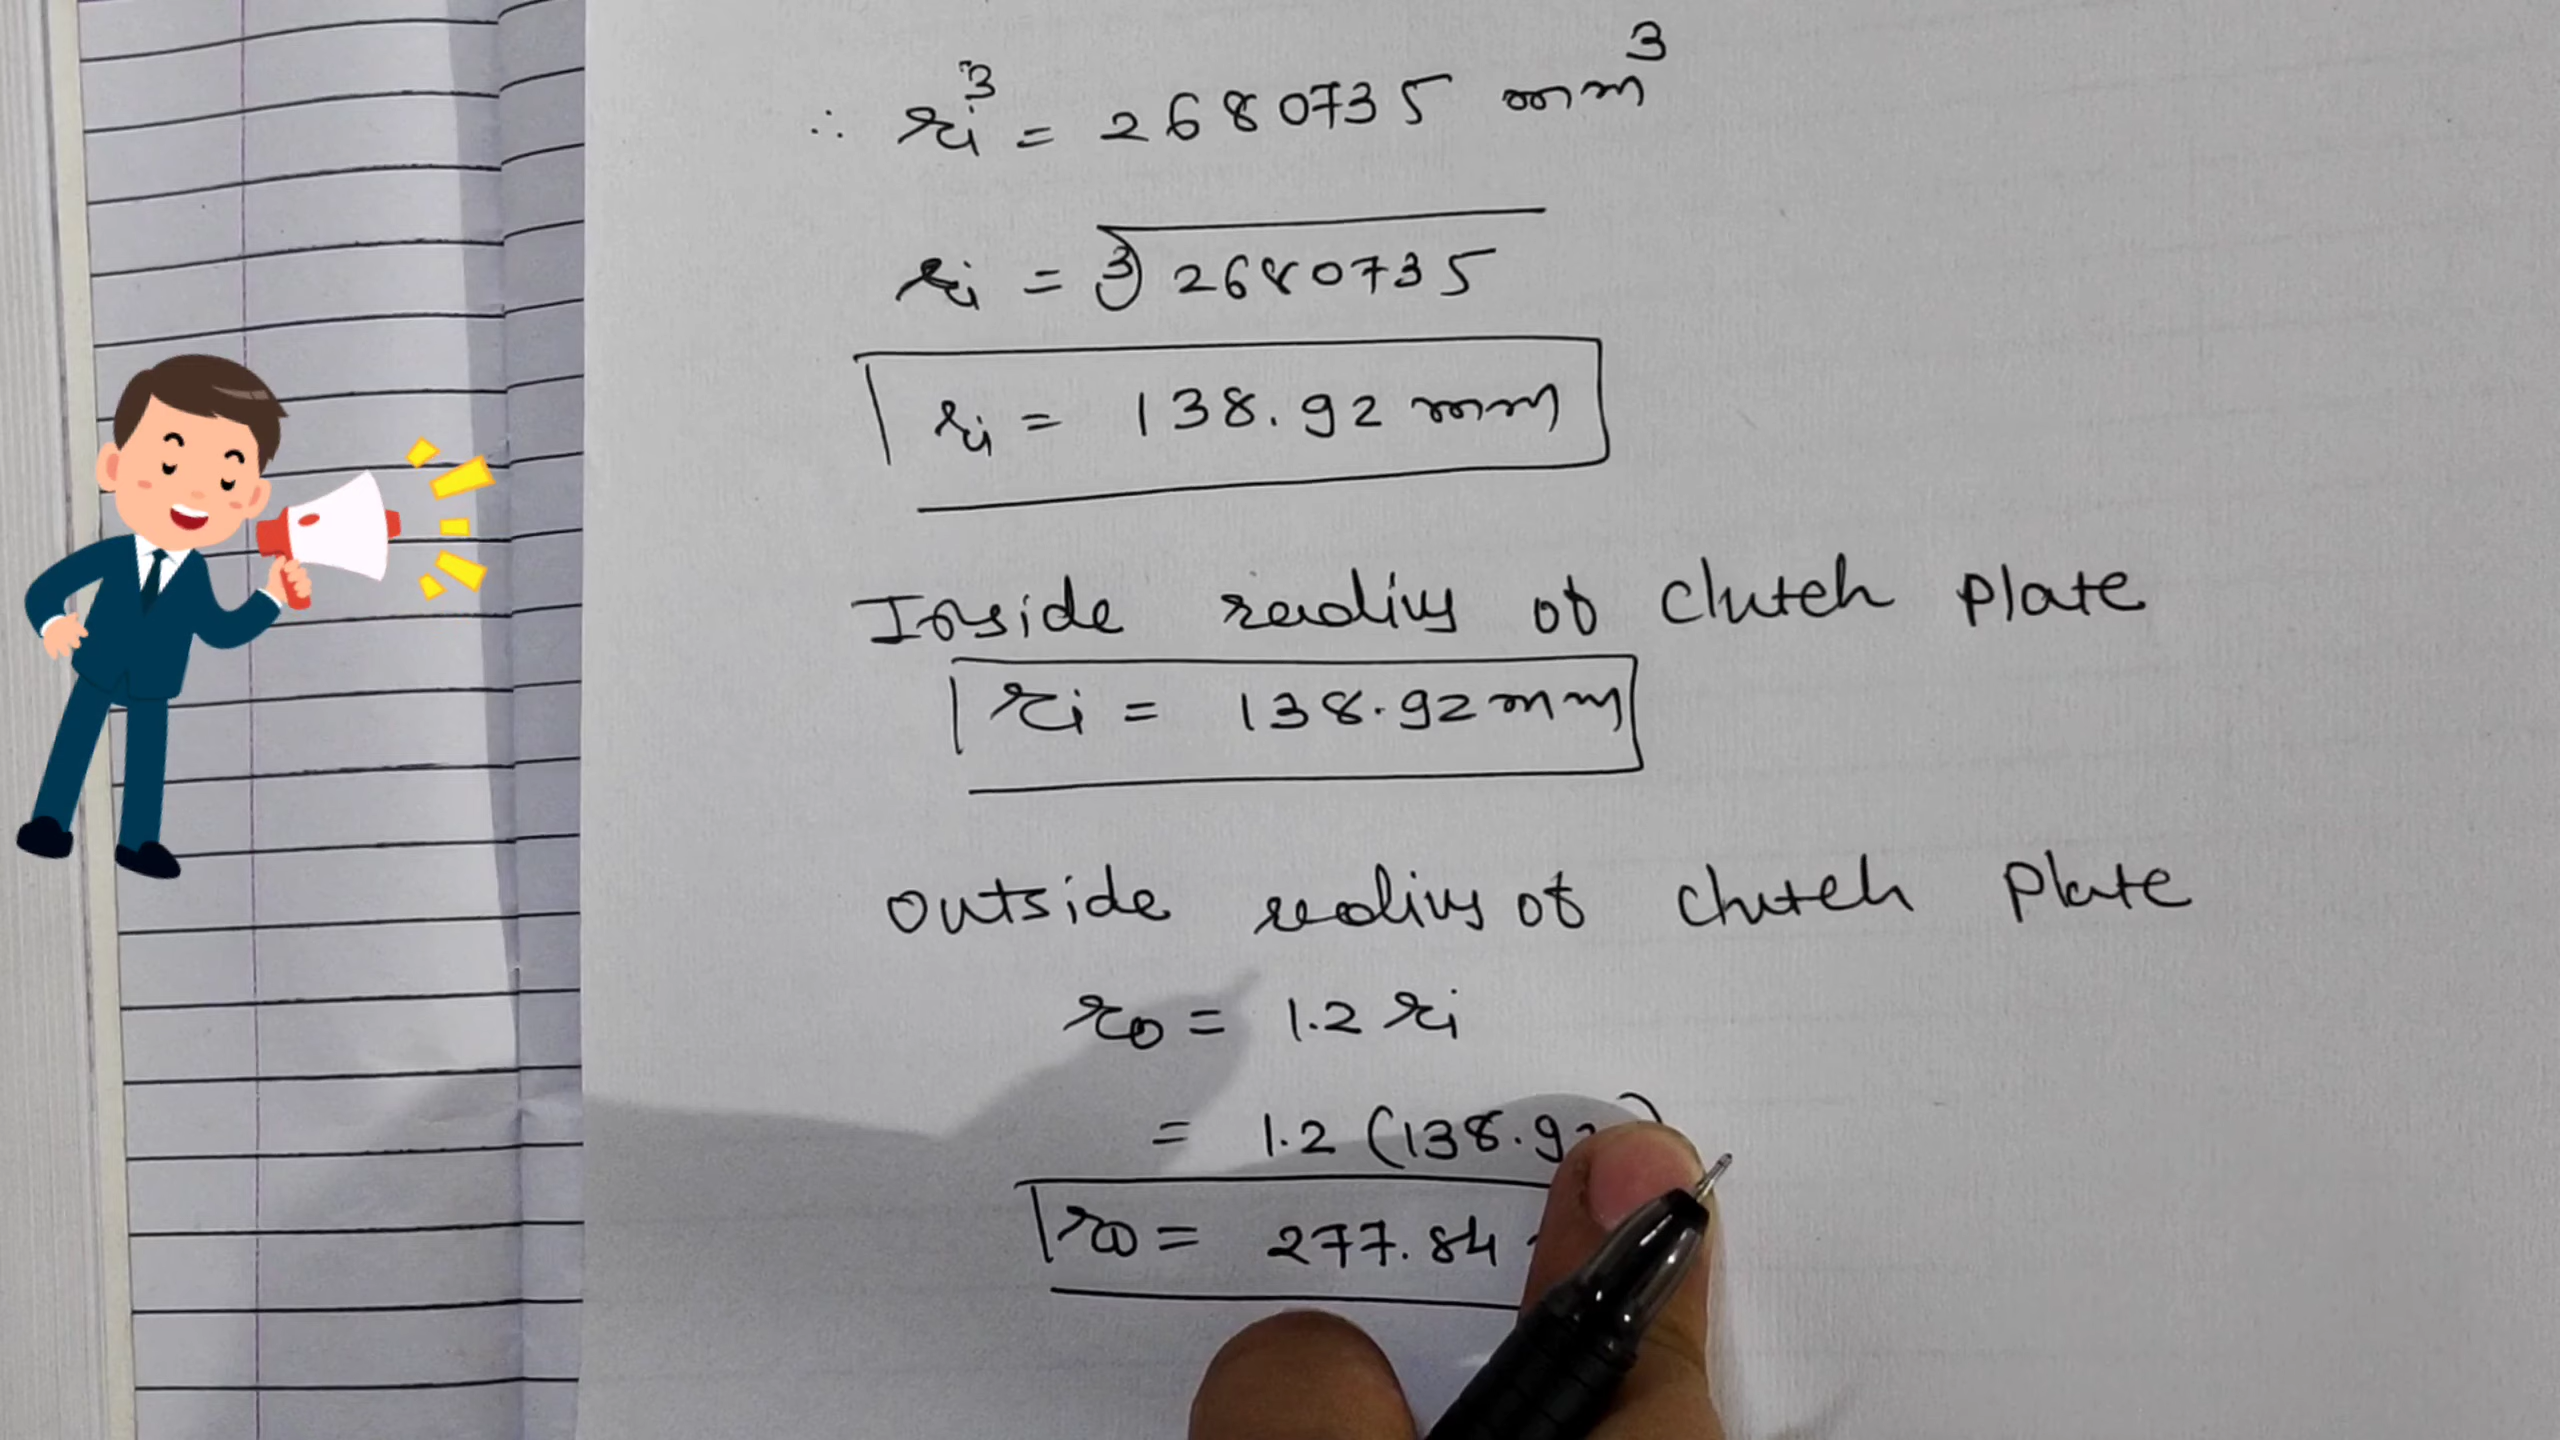 ∴ ri³ = 2680735 mm³
ri = ∛2680735
ri = 138.92 mm
Inside radius of clutch plate
ri = 138.92 mm
Outside radius of clutch plate
ro = 1.2 ri
= 1.2 (138.92)
ro = 277.84